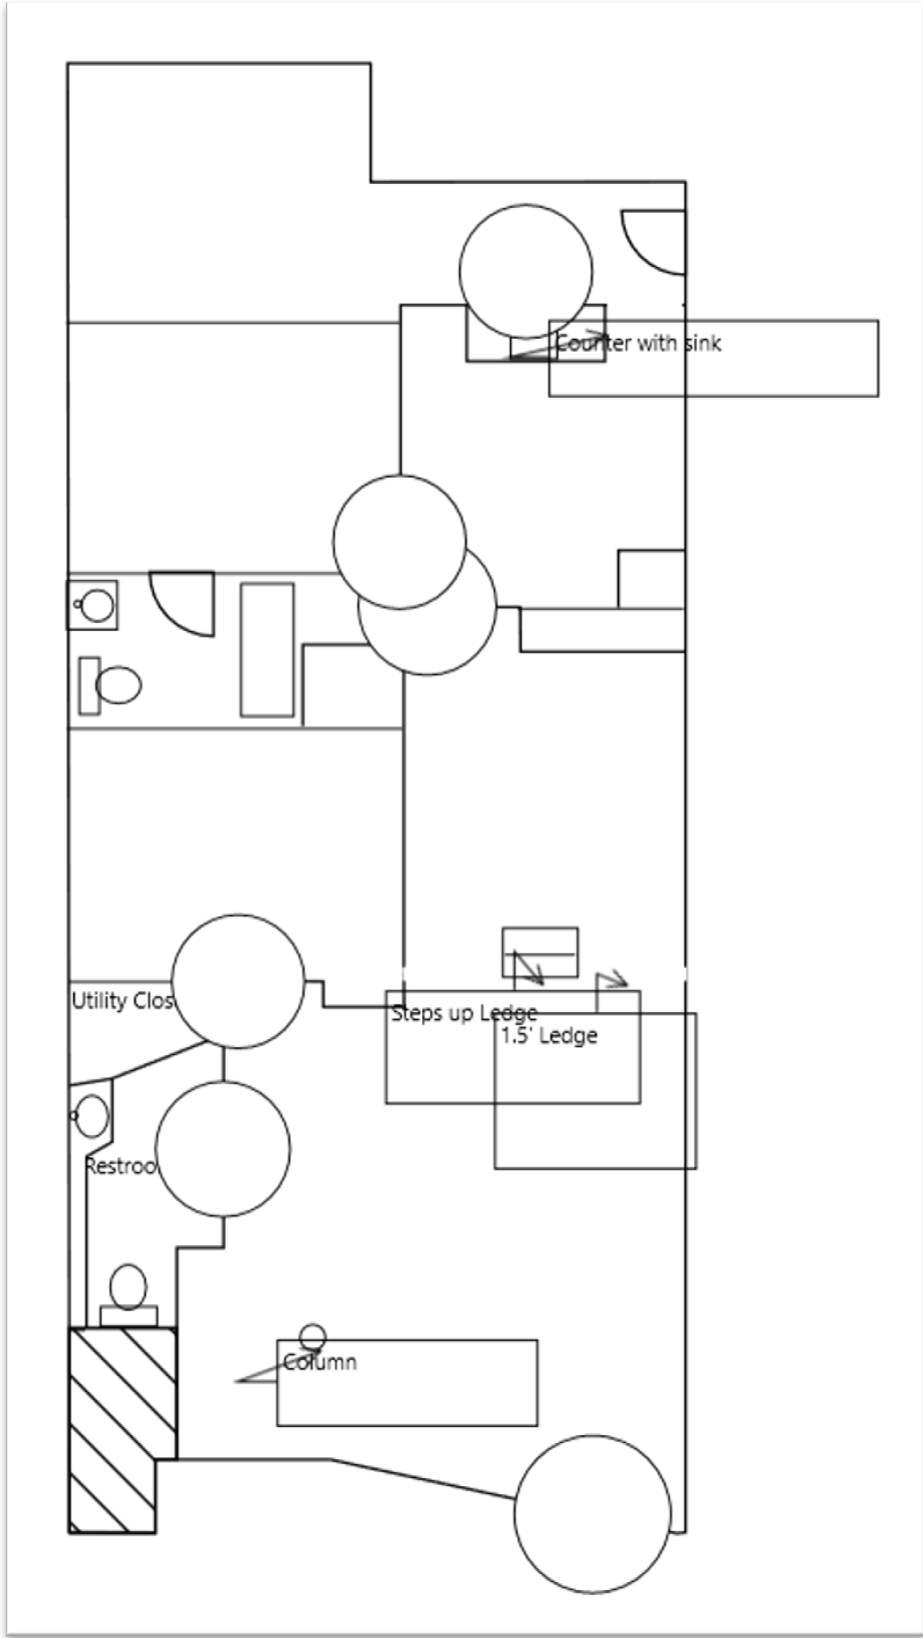 Counter with sink
Utility Clos
Steps up Ledge
1.5' Ledge
Restroo
Column